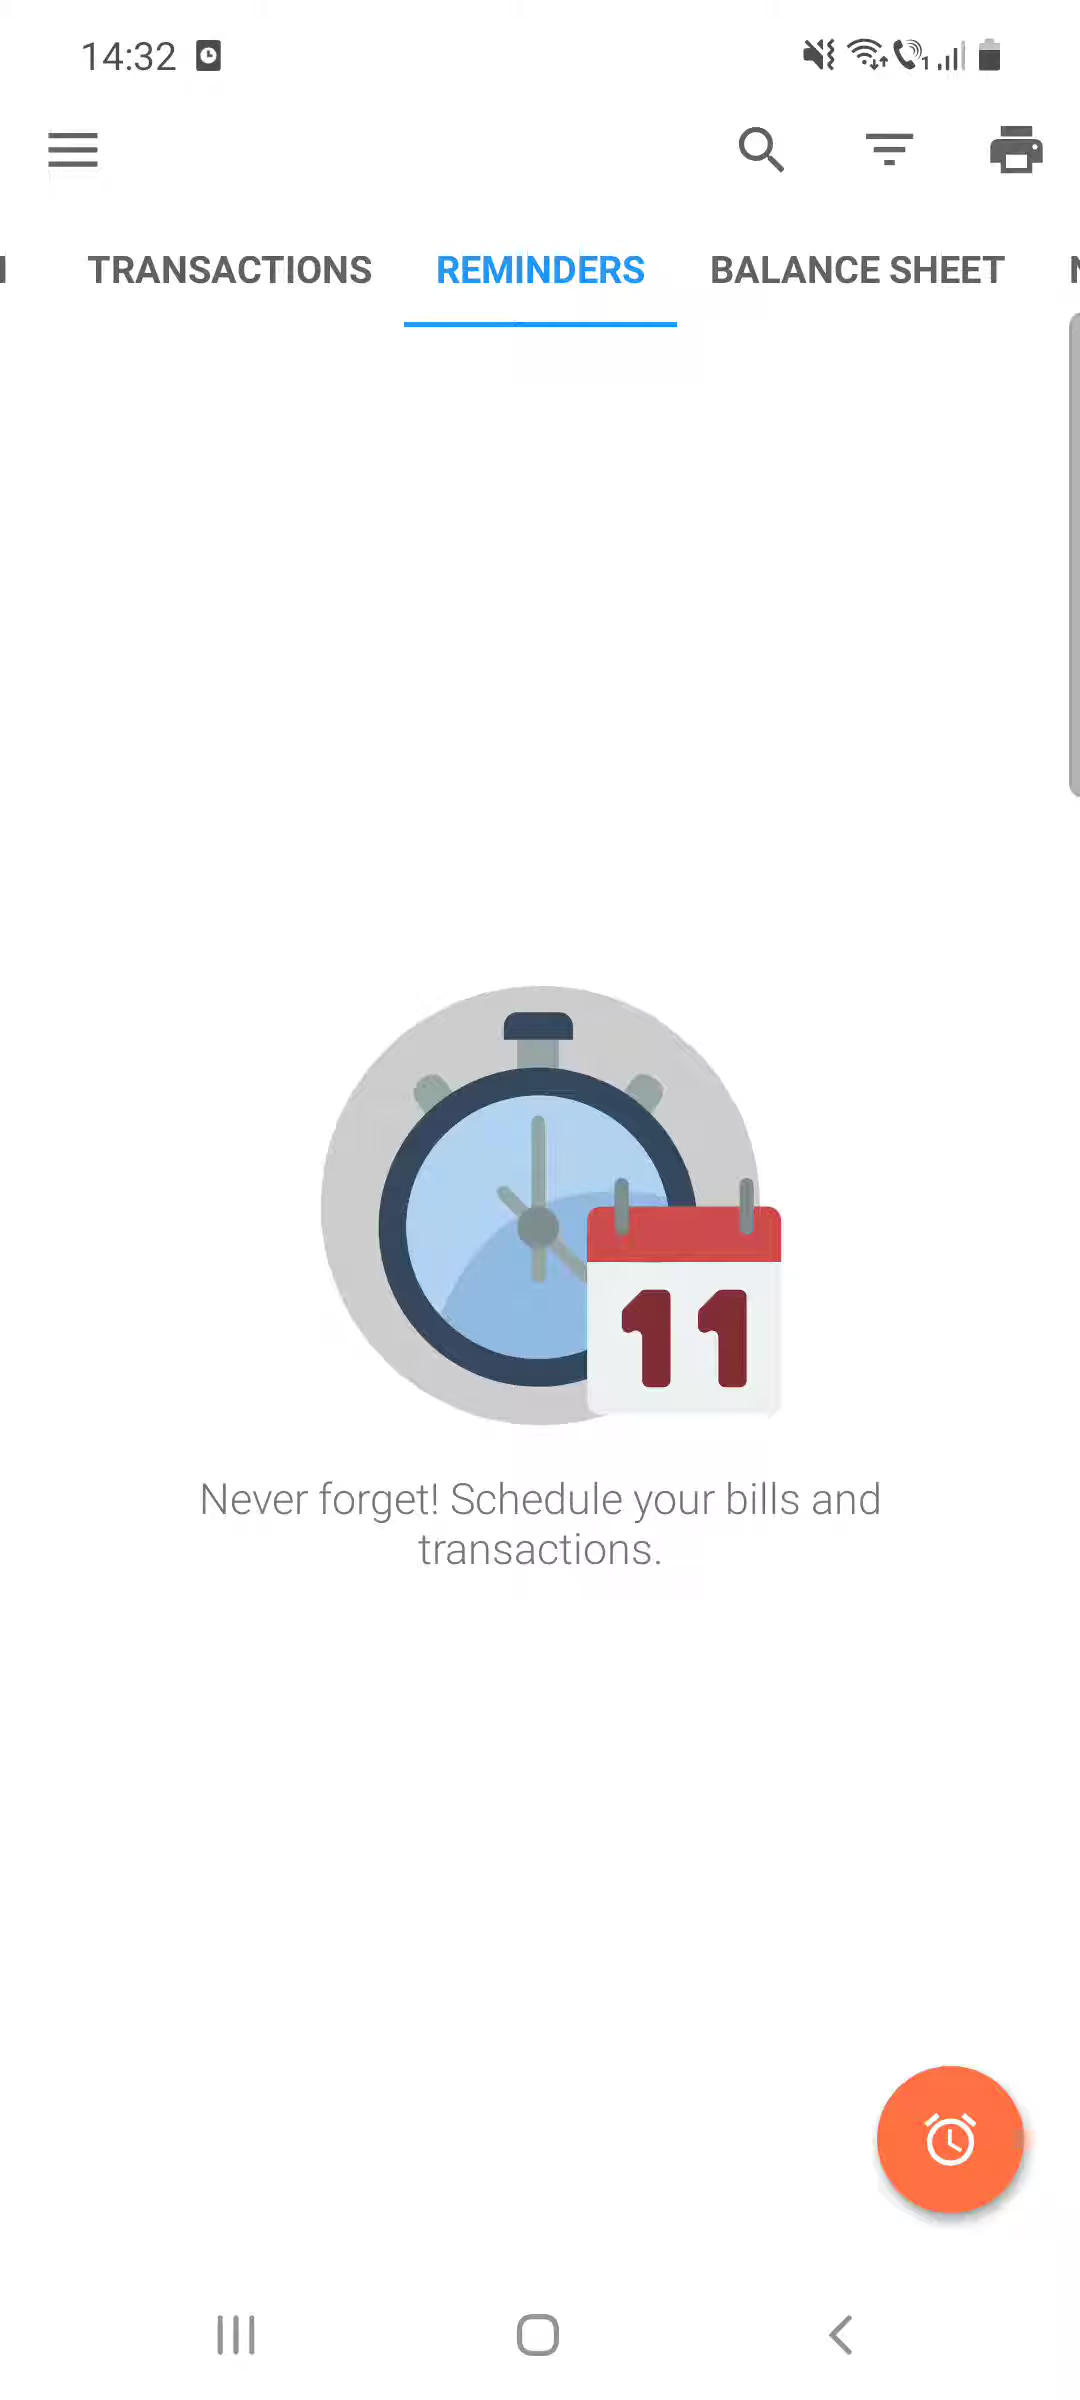 14:32
TRANSACTIONS REMINDERS BALANCE SHEET
11
Never forget! Schedule your bills and
transactions.